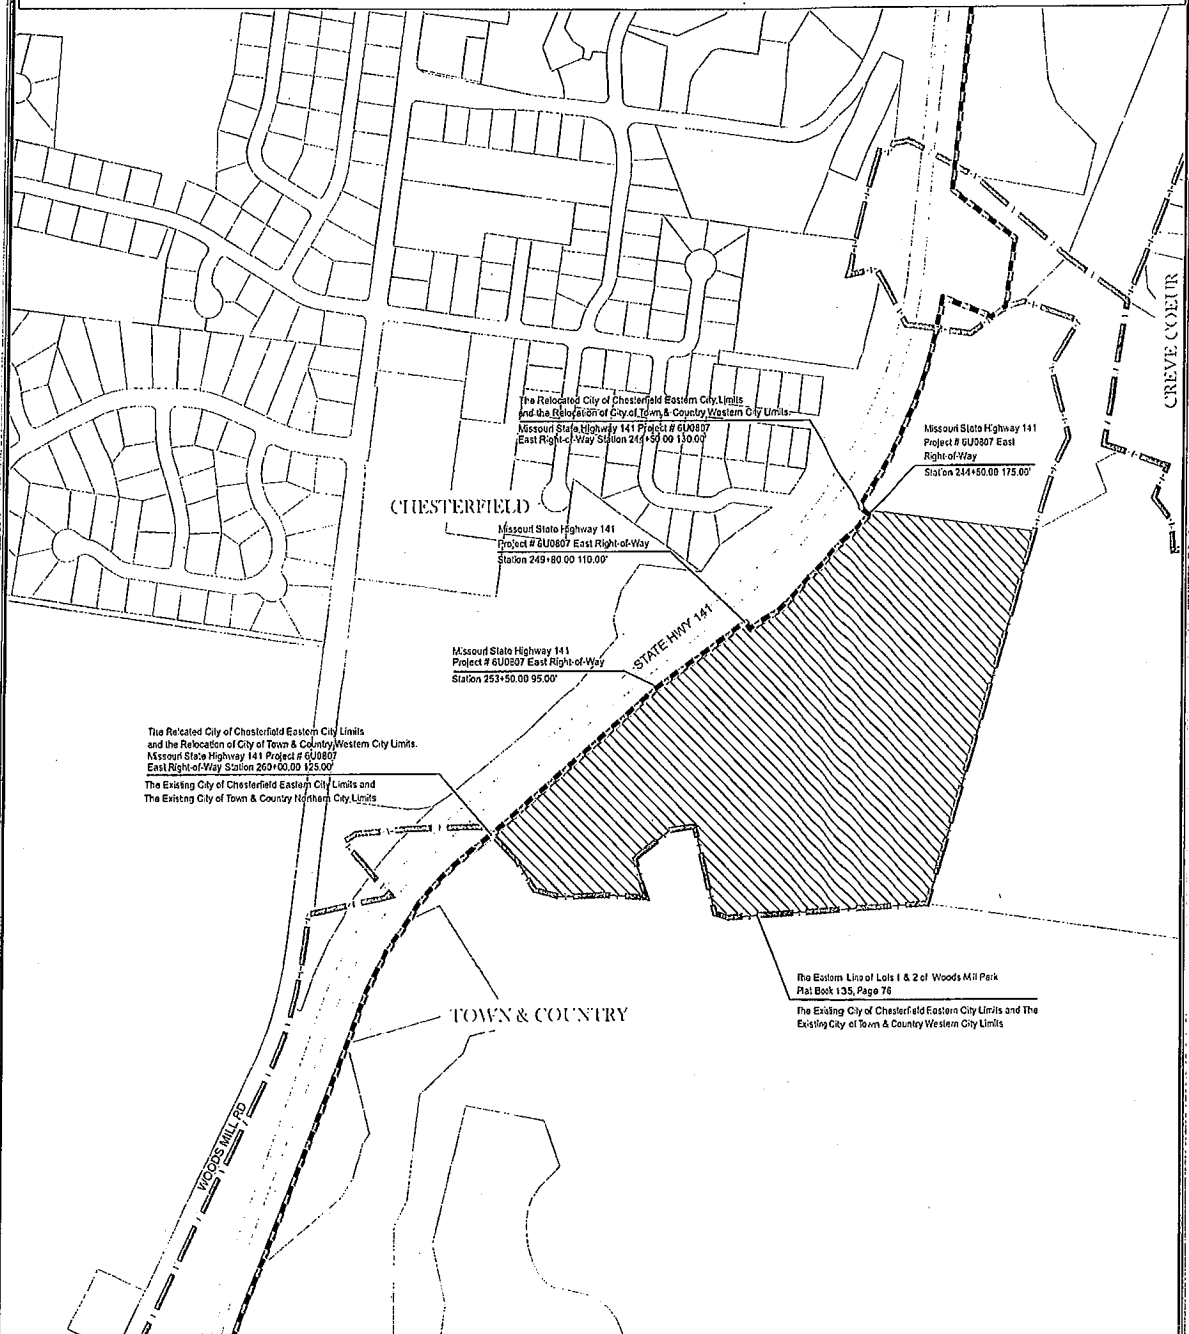 CREVE COEUR
The Relocated City of Chesterfield Eastern City Limits
and the Relocation of City of Town & Country Western City Limits.
Missouri State Highway 141 Project # 6U0807
East Right-of-Way Station 244+50.00 130.00'
Missouri State Highway 141
Project # 6U0807 East
Right-of-Way
Station 244+50.00 175.00'
CHESTERFIELD
Missouri State Highway 141
Project # 6U0807 East Right-of-Way
Station 249+80.00 110.00'
STATE HWY 141
Missouri State Highway 141
Project # 6U0807 East Right-of-Way
Station 253+50.00 95.00'
The Relcated City of Chesterfield Eastern City Limits
and the Relocation of City of Town & Country Western City Limits.
Missouri State Highway 141 Project # 6U0807
East Right-of-Way Station 260+00.00 125.00'
The Existing City of Chesterfield Eastern City Limits and
The Existing City of Town & Country Northern City Limits
The Eastern Line of Lots 1 & 2 of Woods Mill Park
Plat Book 135, Page 76
The Existing City of Chesterfield Eastern City Limits and The
Existing City of Town & Country Western City Limits
TOWN & COUNTRY
WOODS MILL RD